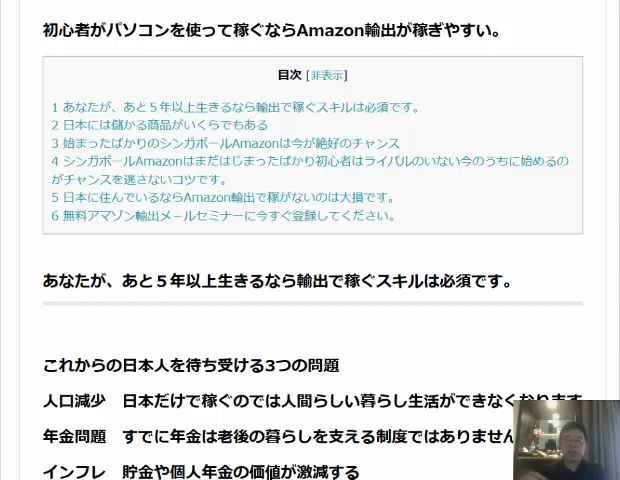 初心者がパソコンを使って稼ぐならAmazon輸出が稼ぎやすい。
目次 [非表示]
1 あなたが、あと５年以上生きるなら輸出で稼ぐスキルは必須です。
2 日本には儲かる商品がいくらでもある
3 始まったばかりのシンガポールAmazonは今が絶好のチャンス
4 シンガポールAmazonはまだはじまったばかり初心者はライバルのいない今のうちに始めるの
がチャンスを逃さないコツです。
5 日本に住んでいるならAmazon輸出で稼がないのは大損です。
6 無料アマゾン輸出メールセミナーに今すぐ登録してください。
あなたが、あと５年以上生きるなら輸出で稼ぐスキルは必須です。
これからの日本人を待ち受ける3つの問題
人口減少　日本だけで稼ぐのでは人間らしい暮らし生活ができなくなります
年金問題　すでに年金は老後の暮らしを支える制度ではありません
インフレ　貯金や個人年金の価値が激減する